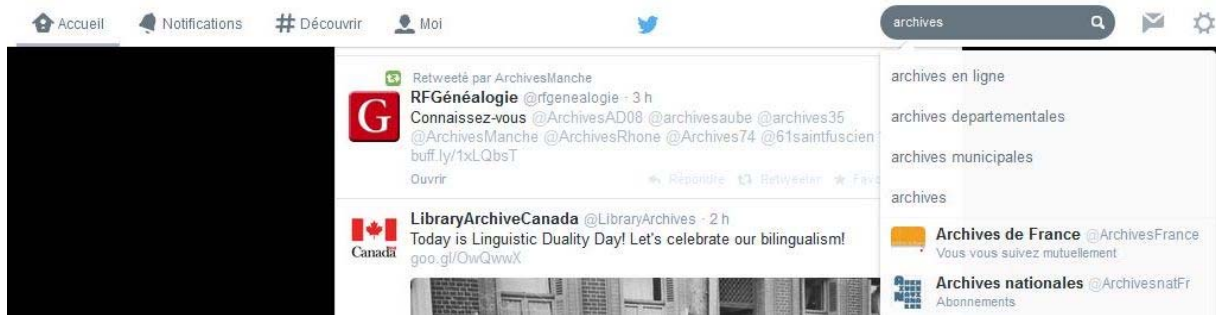 Accueil Notifications # Découvrir Moi archives
Retweeté par ArchivesManche
G
RFGénéalogie @rfgenealogie · 3 h
Connaissez-vous @ArchivesAD08 @archivesaube @archives35
@ArchivesManche @ArchivesRhone @Archives74 @61saintfuscien
buff.ly/1xLQbsT
Ouvrir Répondre Retweeter Favo
LibraryArchiveCanada @LibraryArchives · 2 h
Canada
Today is Linguistic Duality Day! Let's celebrate our bilingualism!
goo.gl/OwQwwX
archives en ligne
archives departementales
archives municipales
archives
Archives de France @ArchivesFrance
Vous vous suivez mutuellement
Archives nationales @ArchivesnatFr
Abonnements